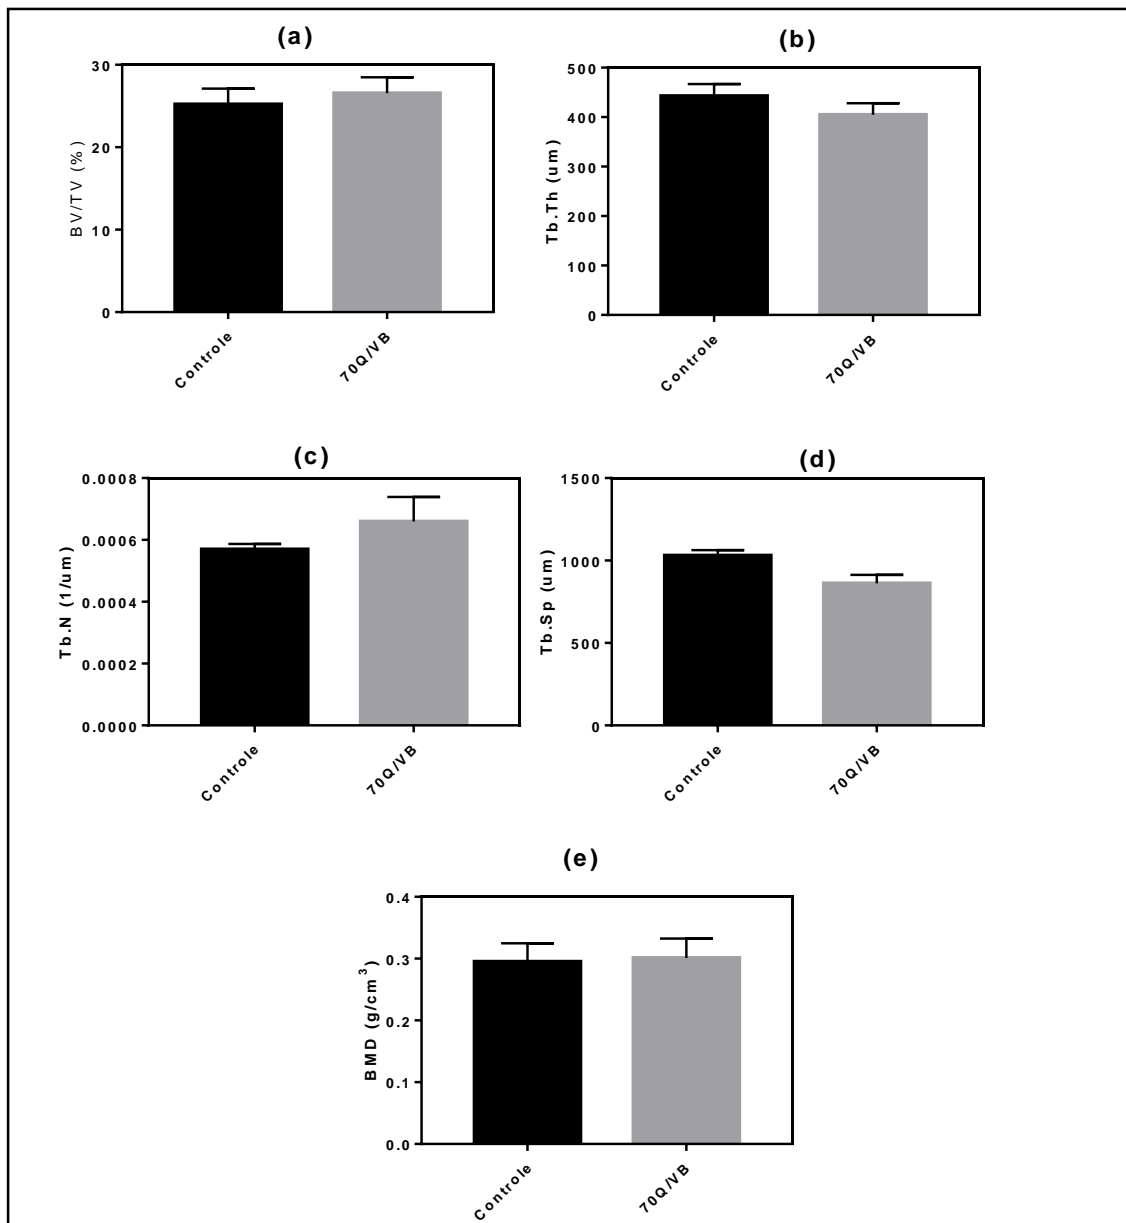 (a)
BV/TV (%)
30
20
10
0
Controle
70Q/VB
(b)
Tb.Th (um)
500
400
300
200
100
0
Controle
70Q/VB
(c)
Tb.N (1/um)
0.0008
0.0006
0.0004
0.0002
0.0000
Controle
70Q/VB
(d)
Tb.Sp (um)
1500
1000
500
0
Controle
70Q/VB
(e)
BMD (g/cm³)
0.4
0.3
0.2
0.1
0.0
Controle
70Q/VB